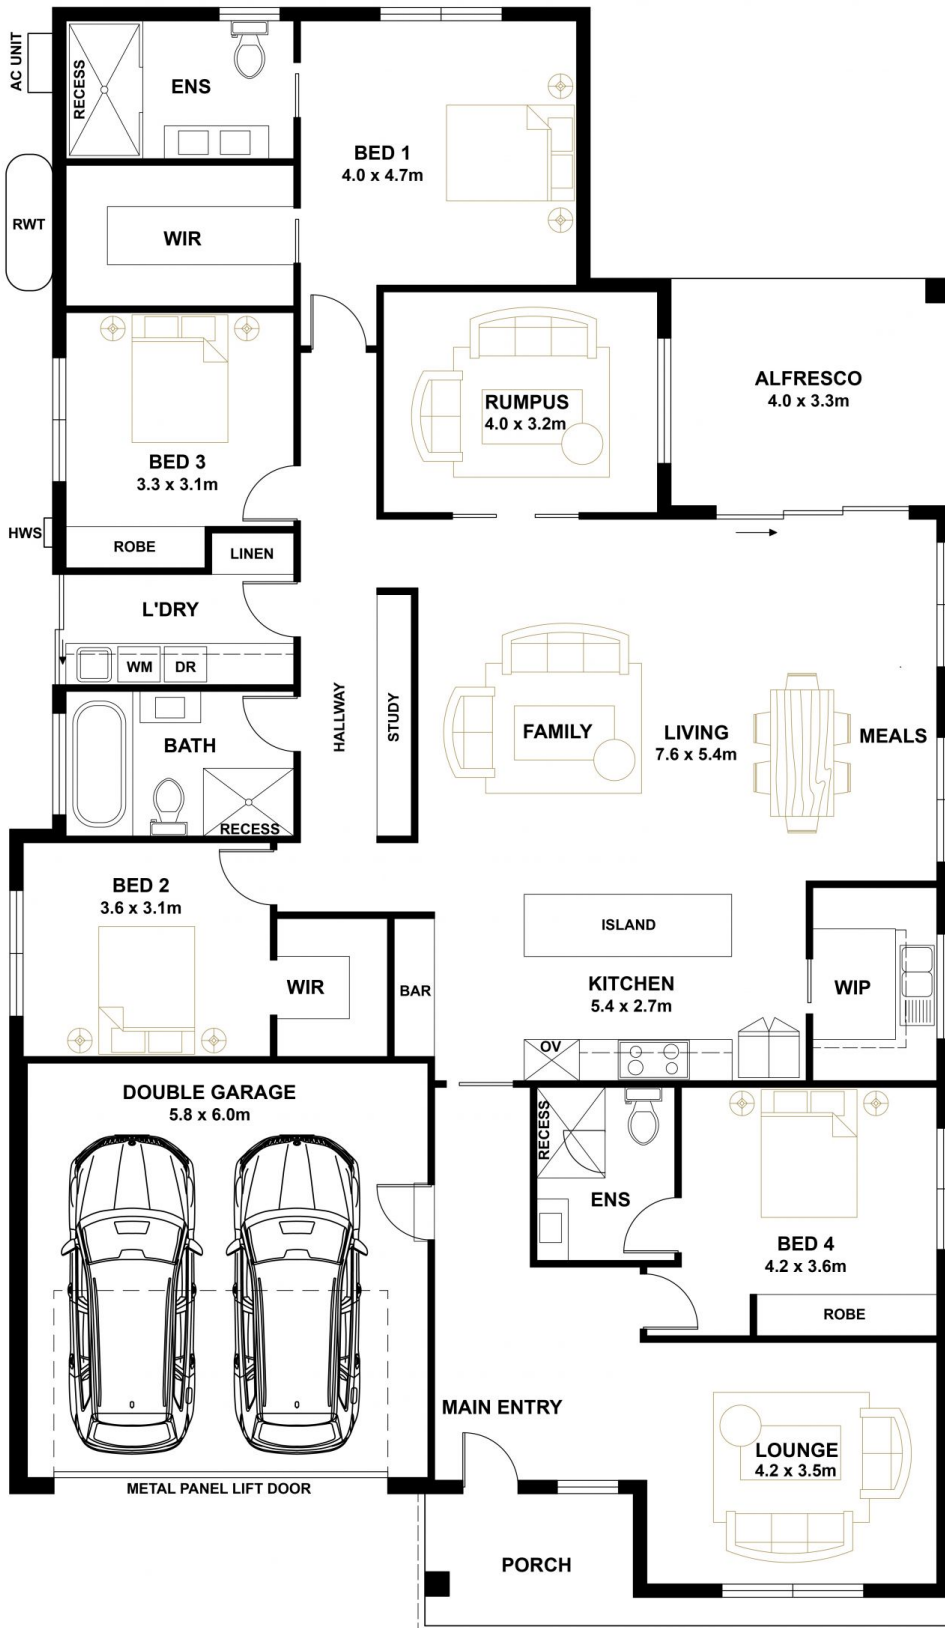 AC UNIT
RECESS
ENS
BED 1
4.0 x 4.7m
RWT
WIR
ALFRESCO
4.0 x 3.3m
RUMPUS
4.0 x 3.2m
BED 3
3.3 x 3.1m
HWS
ROBE
LINEN
L'DRY
WM
DR
HALLWAY
STUDY
FAMILY
LIVING
7.6 x 5.4m
MEALS
BATH
RECESS
BED 2
3.6 x 3.1m
ISLAND
WIR
BAR
KITCHEN
5.4 x 2.7m
WIP
OV
DOUBLE GARAGE
5.8 x 6.0m
RECESS
ENS
BED 4
4.2 x 3.6m
ROBE
MAIN ENTRY
LOUNGE
4.2 x 3.5m
METAL PANEL LIFT DOOR
PORCH